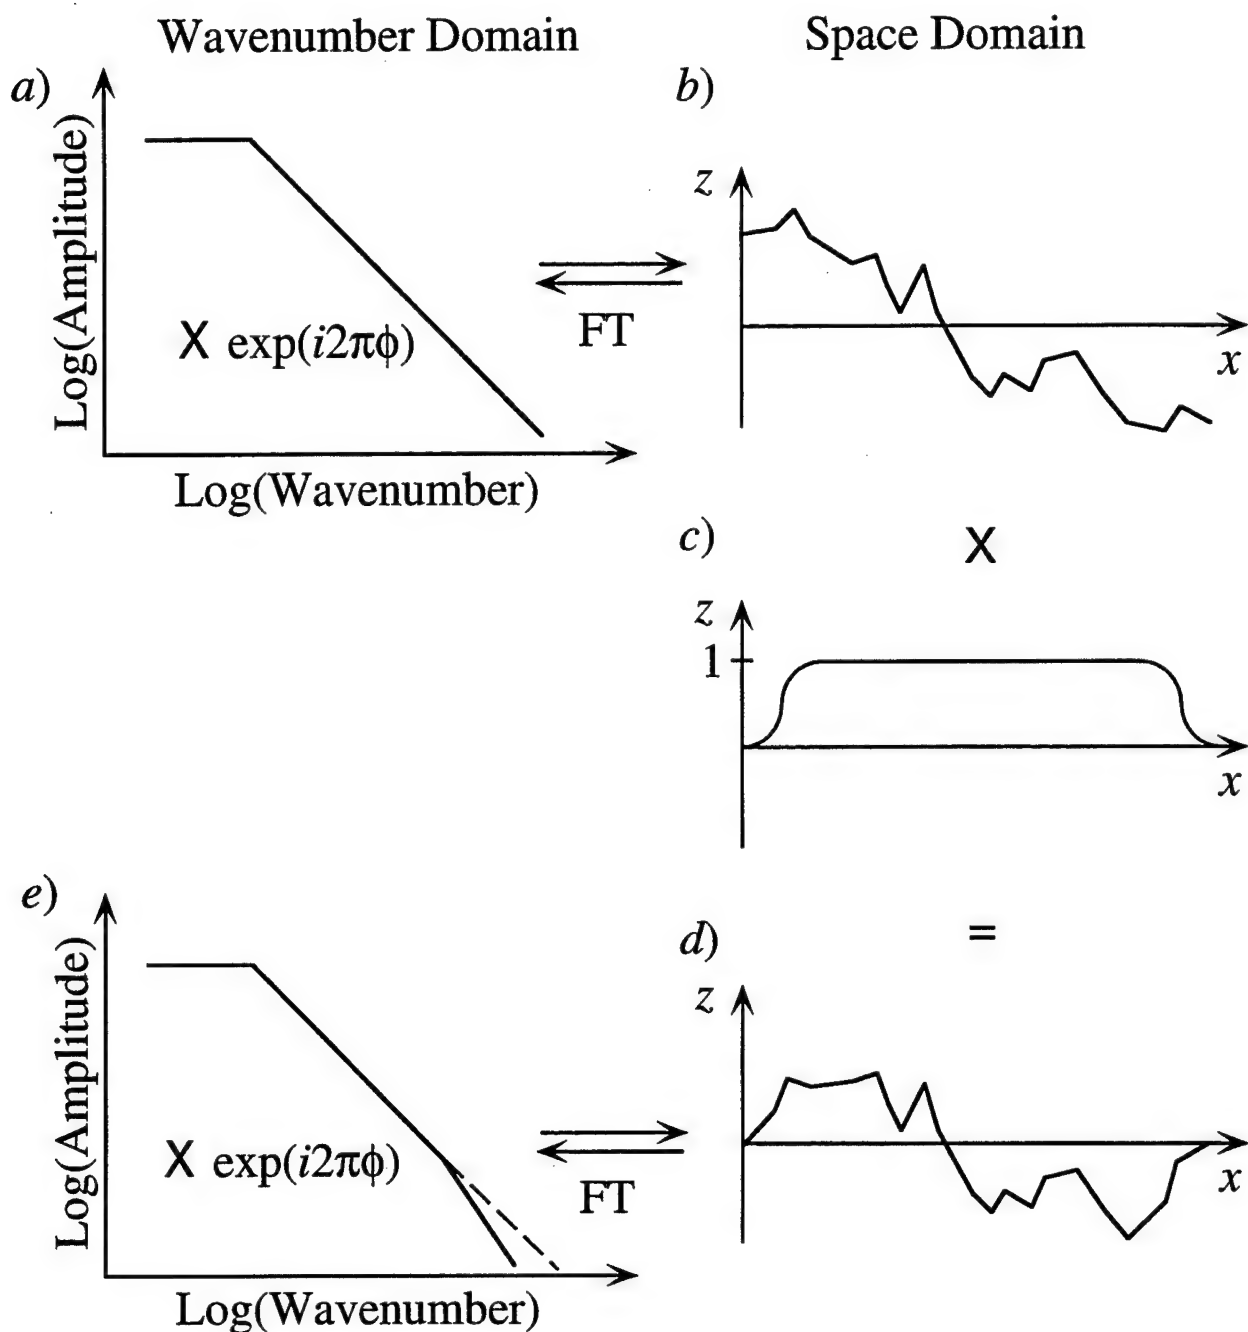 Wavenumber Domain
Space Domain
a)
Log(Amplitude)
X exp(i2πϕ)
Log(Wavenumber)
FT
b)
z
x
c)
X
z
1
x
e)
Log(Amplitude)
X exp(i2πϕ)
Log(Wavenumber)
FT
d)
=
z
x